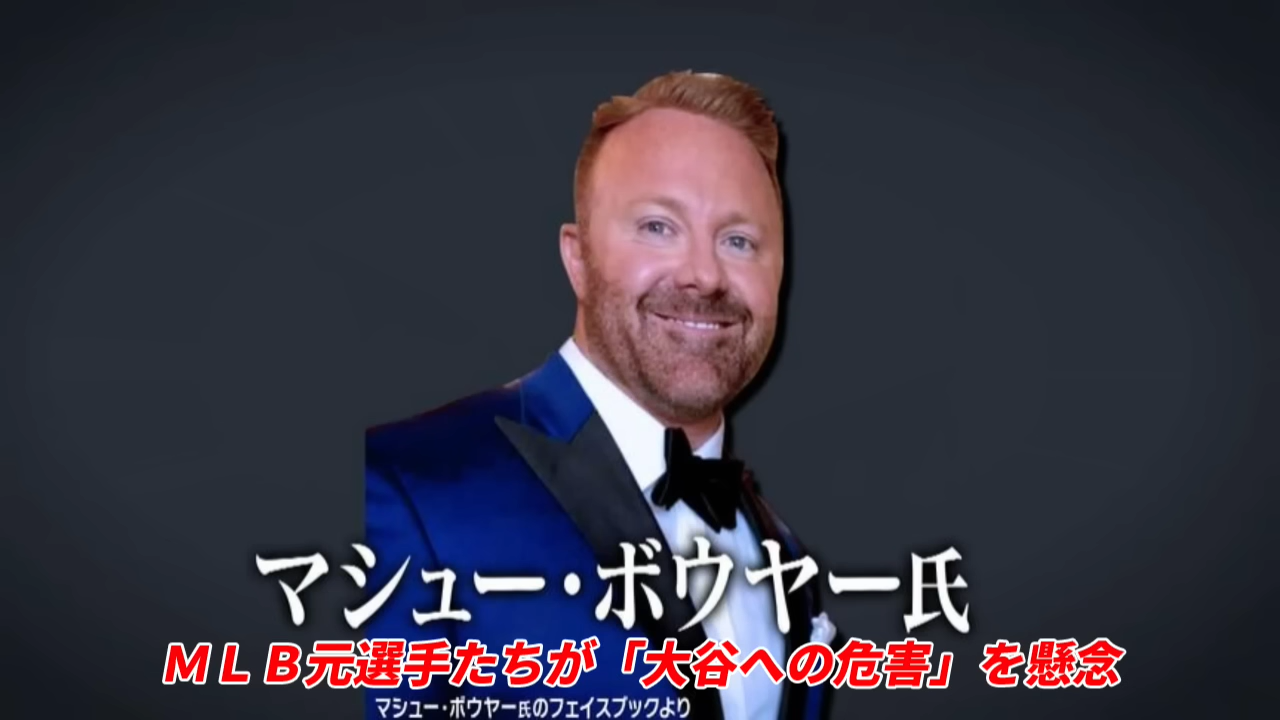 マシュー・ボウヤー氏
ＭＬＢ元選手たちが「大谷への危害」を懸念
マシュー・ボウヤー氏のフェイスブックより